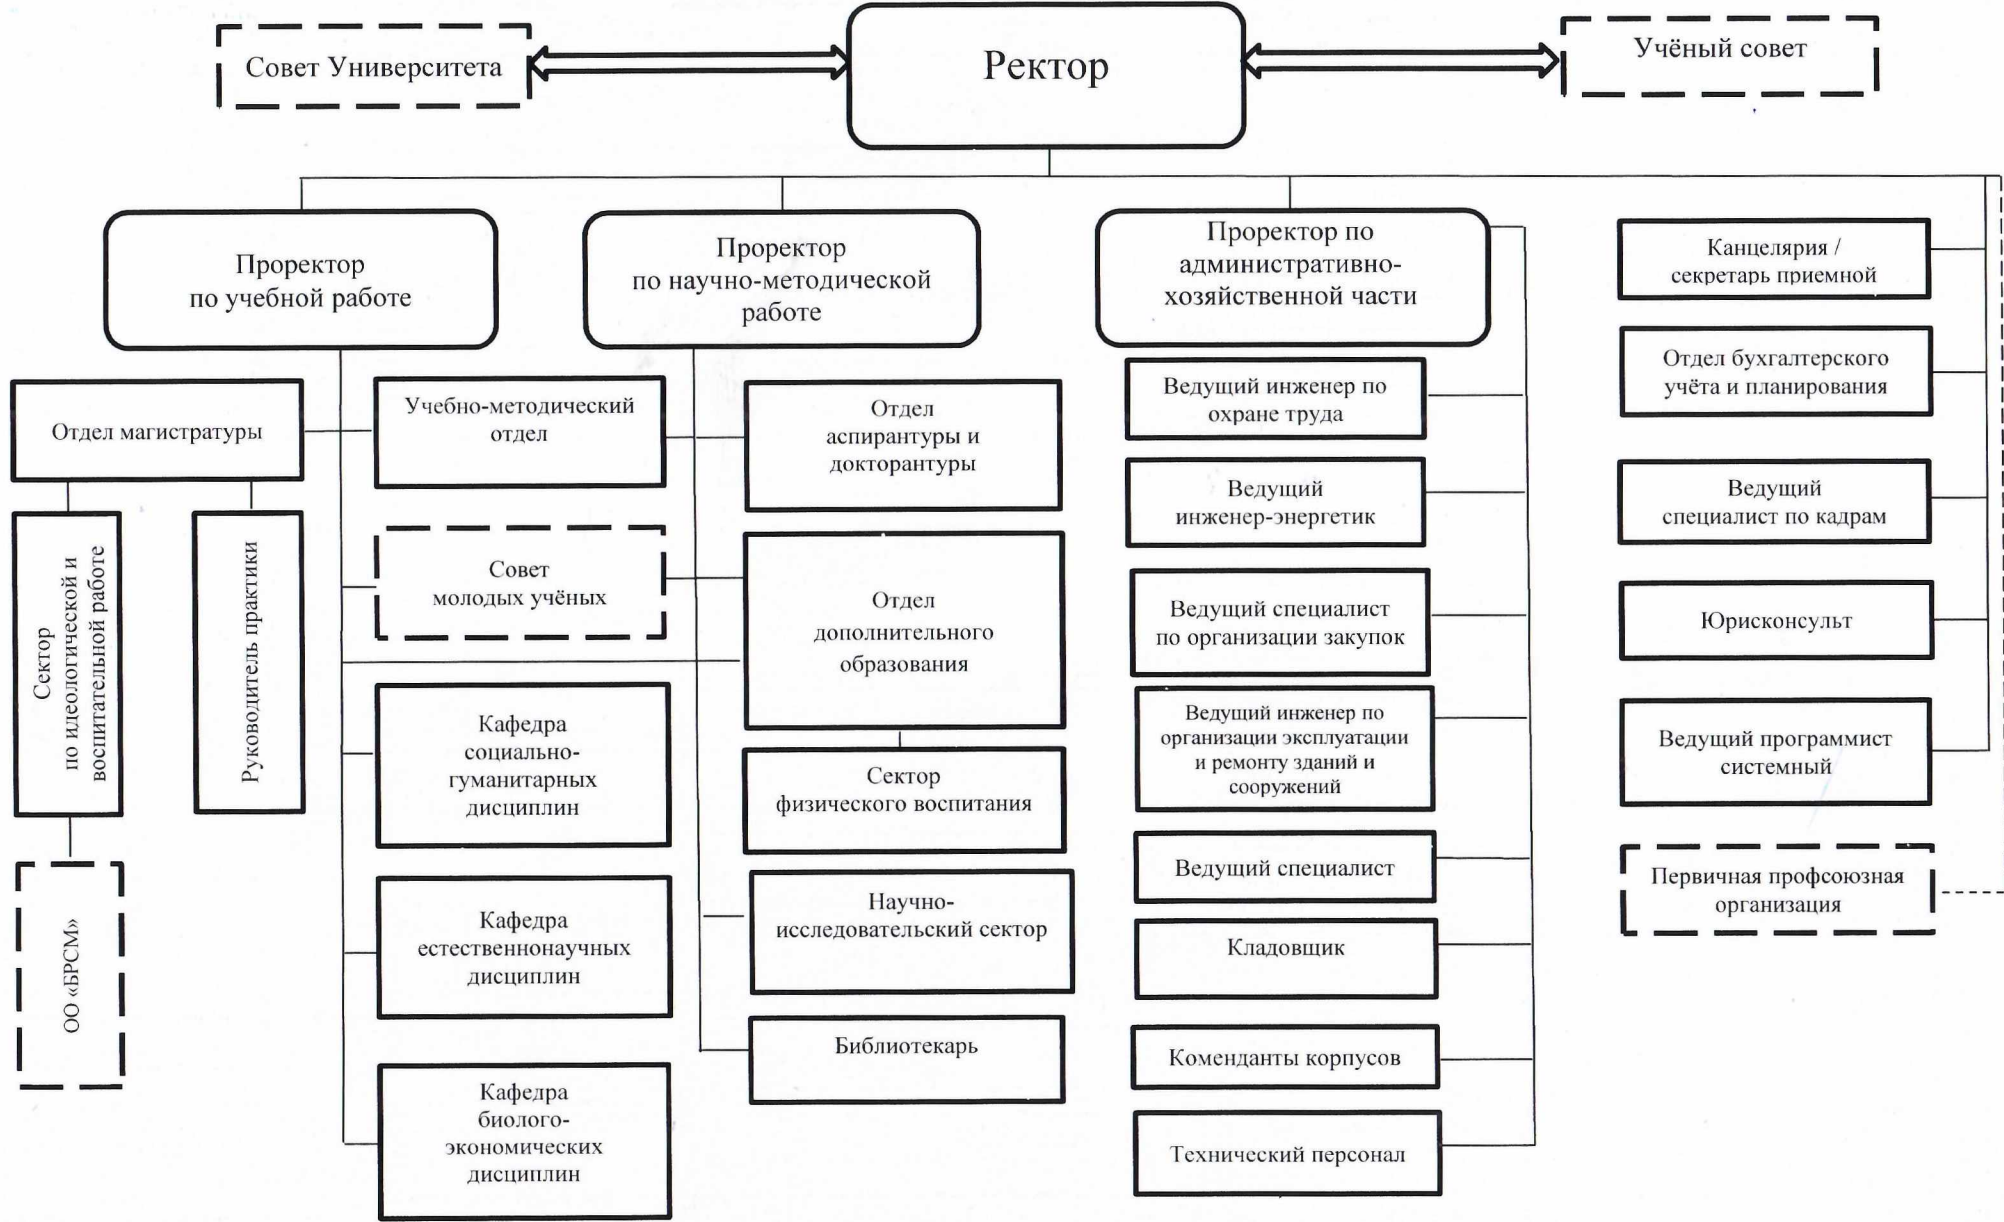 Совет Университета
Ректор
Учёный совет
Проректор
по учебной работе
Проректор
по научно-методической
работе
Проректор по
административно-
хозяйственной части
Канцелярия /
секретарь приемной
Отдел бухгалтерского
учёта и планирования
Ведущий
специалист по кадрам
Юрисконсульт
Ведущий программист
системный
Первичная профсоюзная
организация
Отдел магистратуры
Сектор
по идеологической и
воспитательной работе
Руководитель практики
ОО «БРСМ»
Учебно-методический
отдел
Совет
молодых учёных
Кафедра
социально-
гуманитарных
дисциплин
Кафедра
естественнонаучных
дисциплин
Кафедра
биолого-
экономических
дисциплин
Отдел
аспирантуры и
докторантуры
Отдел
дополнительного
образования
Сектор
физического воспитания
Научно-
исследовательский сектор
Библиотекарь
Ведущий инженер по
охране труда
Ведущий
инженер-энергетик
Ведущий специалист
по организации закупок
Ведущий инженер по
организации эксплуатации
и ремонту зданий и
сооружений
Ведущий специалист
Кладовщик
Коменданты корпусов
Технический персонал